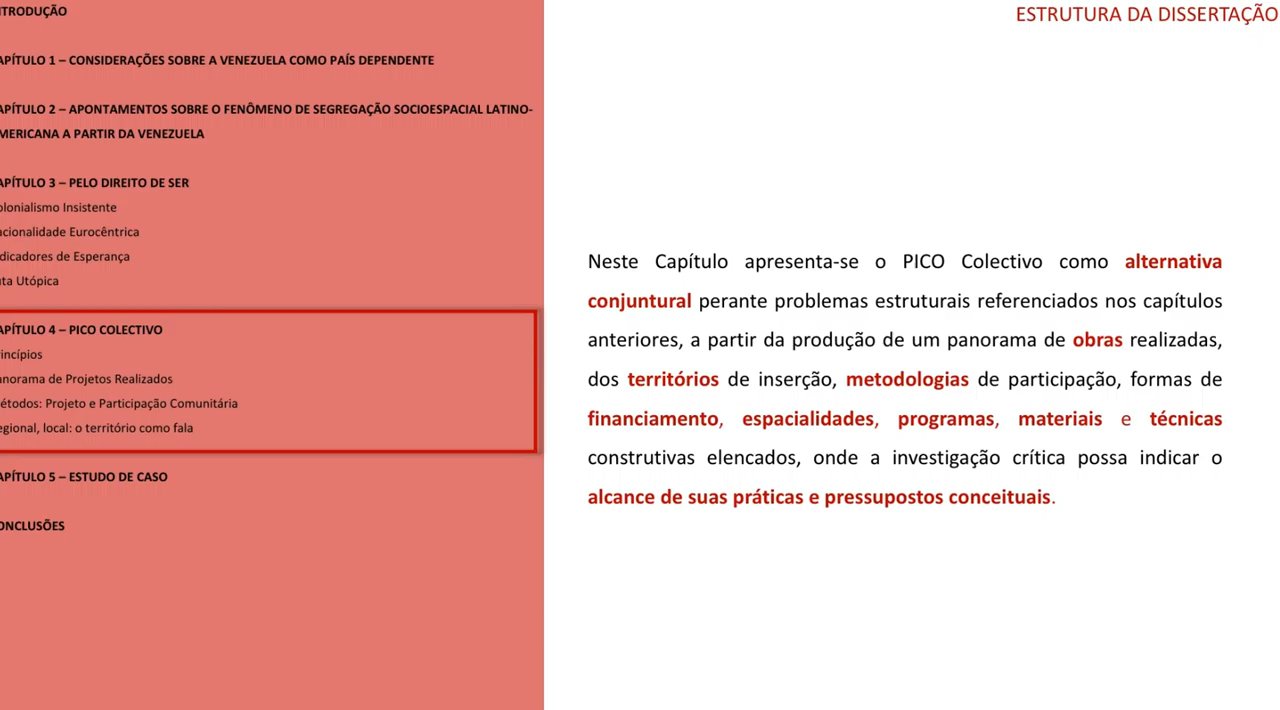 ESTRUTURA DA DISSERTAÇÃO
NTRODUÇÃO
APÍTULO 1 – CONSIDERAÇÕES SOBRE A VENEZUELA COMO PAÍS DEPENDENTE
APÍTULO 2 – APONTAMENTOS SOBRE O FENÔMENO DE SEGREGAÇÃO SOCIOESPACIAL LATINO-
MERICANA A PARTIR DA VENEZUELA
APÍTULO 3 – PELO DIREITO DE SER
olonialismo Insistente
acionalidade Eurocêntrica
dicadores de Esperança
uta Utópica
APÍTULO 4 – PICO COLECTIVO
rincípios
anorama de Projetos Realizados
étodos: Projeto e Participação Comunitária
egional, local: o território como fala
APÍTULO 5 – ESTUDO DE CASO
ONCLUSÕES
Neste Capítulo apresenta-se o PICO Colectivo como alternativa
conjuntural perante problemas estruturais referenciados nos capítulos
anteriores, a partir da produção de um panorama de obras realizadas,
dos territórios de inserção, metodologias de participação, formas de
financiamento, espacialidades, programas, materiais e técnicas
construtivas elencados, onde a investigação crítica possa indicar o
alcance de suas práticas e pressupostos conceituais.